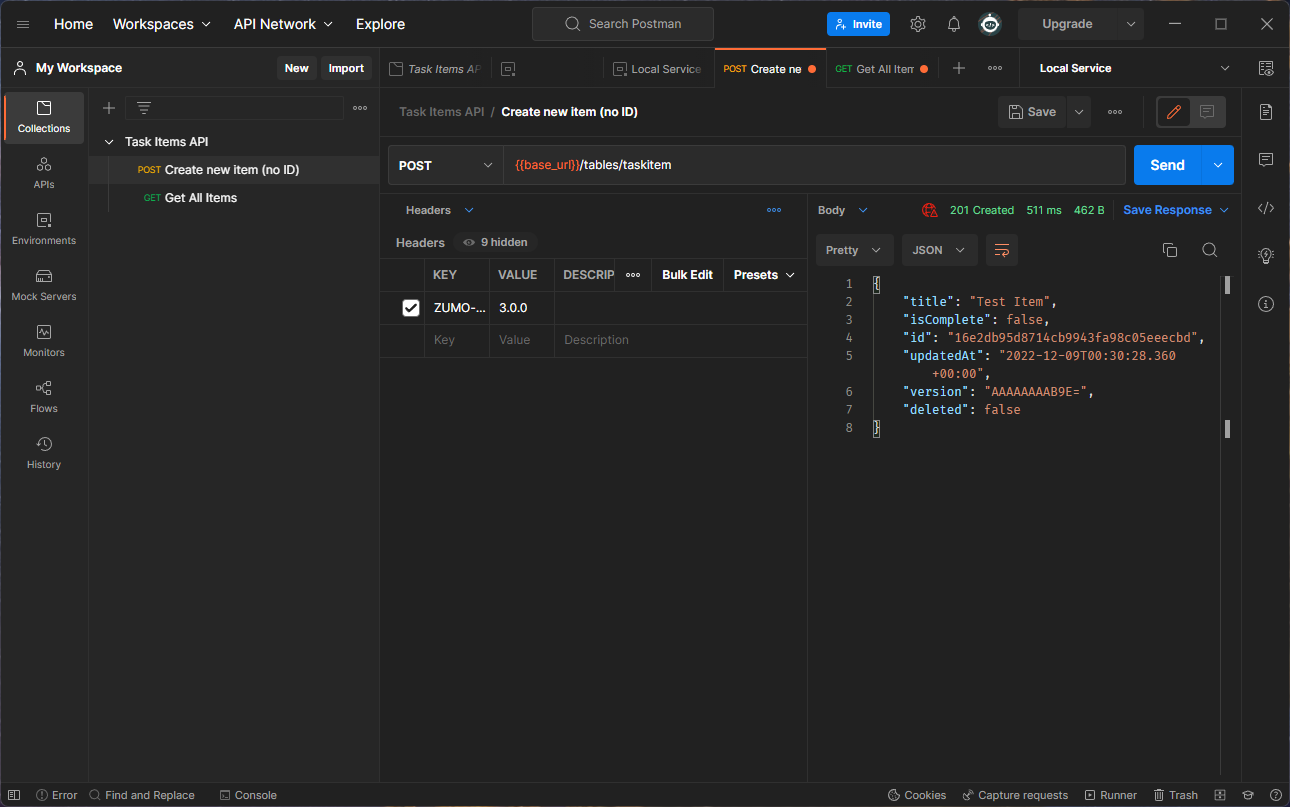 Home Workspaces API Network Explore Search Postman Invite Upgrade
My Workspace New Import Task Items AP Local Service POST Create ne GET Get All Item Local Service
Collections
APIs
Environments
Mock Servers
Monitors
Flows
History
Task Items API
POST Create new item (no ID)
GET Get All Items
Task Items API / Create new item (no ID) Save
POST {{base_url}}/tables/taskitem Send
Headers
Headers 9 hidden
KEY VALUE DESCRIP Bulk Edit Presets
ZUMO-... 3.0.0
Key Value Description
Body 201 Created 511 ms 462 B Save Response
Pretty JSON
1 {
2 "title": "Test Item",
3 "isComplete": false,
4 "id": "16e2db95d8714cb9943fa98c05eeecbd",
5 "updatedAt": "2022-12-09T00:30:28.360
+00:00",
6 "version": "AAAAAAAAB9E=",
7 "deleted": false
8 }
Error Find and Replace Console Cookies Capture requests Runner Trash